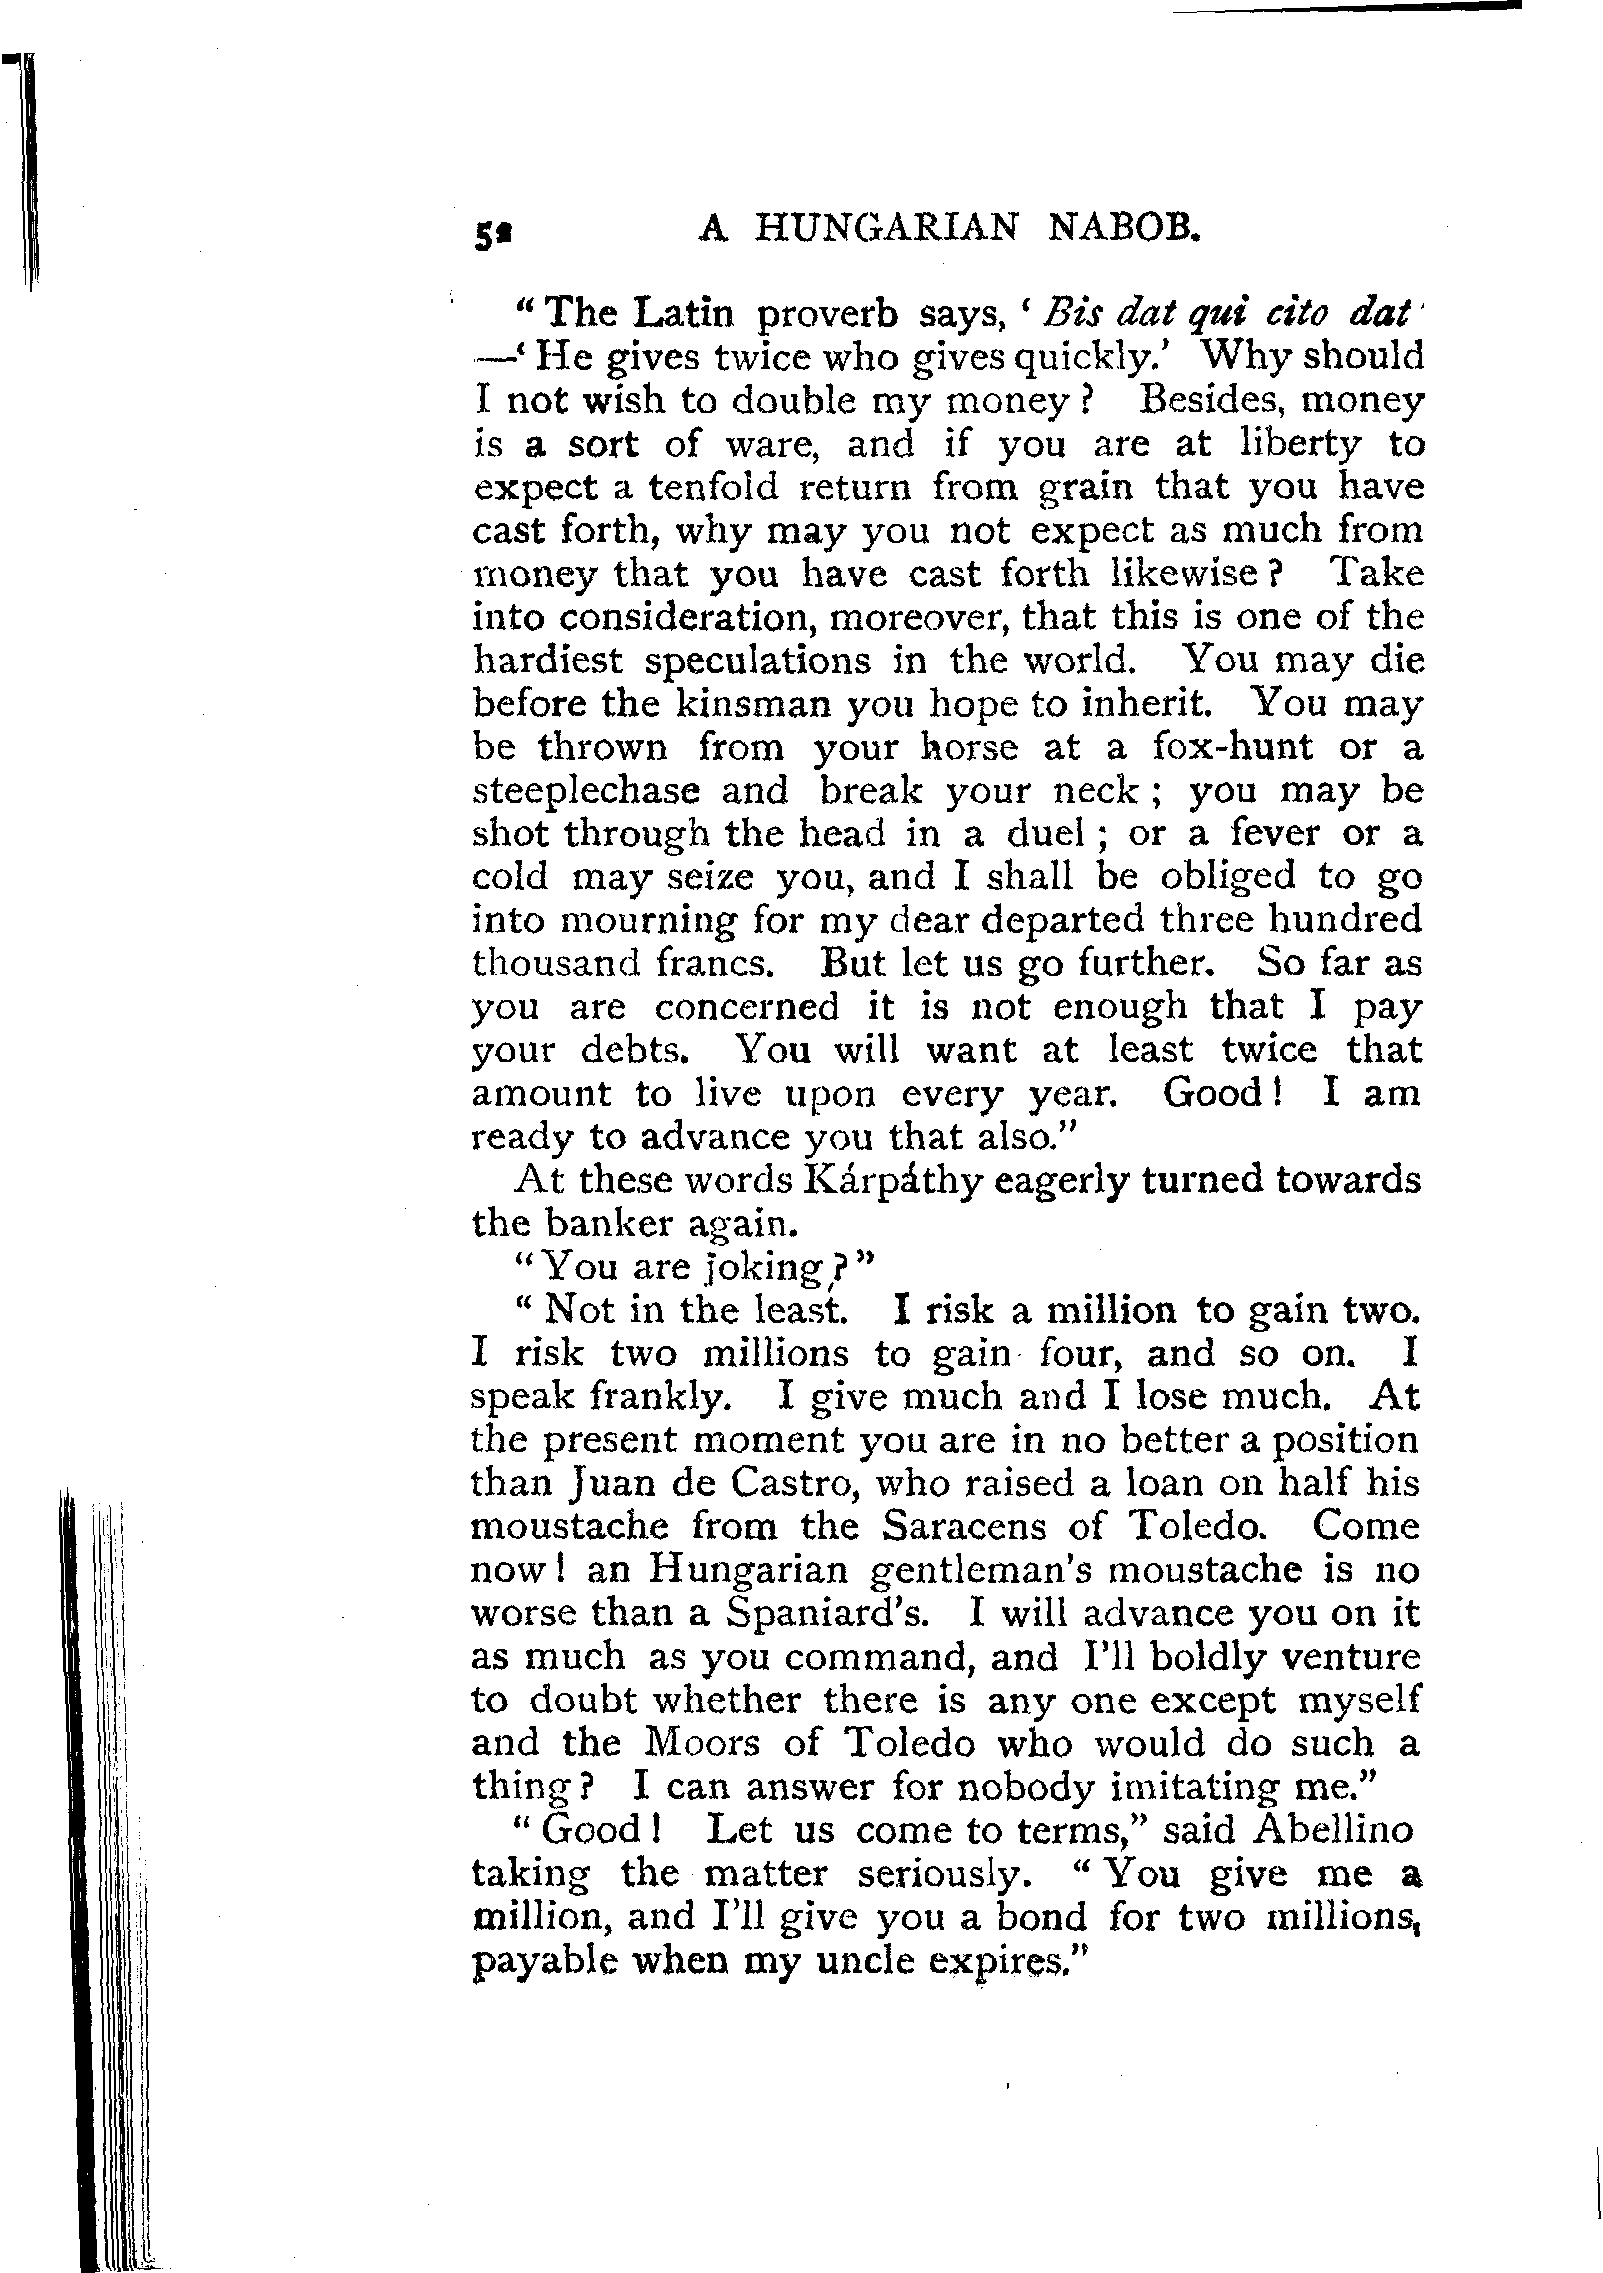 52 A HUNGARIAN NABOB.
“The Latin proverb says, ‘Bis dat qui cito dat’
—‘He gives twice who gives quickly.’ Why should
I not wish to double my money? Besides, money
is a sort of ware, and if you are at liberty to
expect a tenfold return from grain that you have
cast forth, why may you not expect as much from
money that you have cast forth likewise? Take
into consideration, moreover, that this is one of the
hardiest speculations in the world. You may die
before the kinsman you hope to inherit. You may
be thrown from your horse at a fox-hunt or a
steeplechase and break your neck; you may be
shot through the head in a duel; or a fever or a
cold may seize you, and I shall be obliged to go
into mourning for my dear departed three hundred
thousand francs. But let us go further. So far as
you are concerned it is not enough that I pay
your debts. You will want at least twice that
amount to live upon every year. Good! I am
ready to advance you that also.”
At these words Kárpáthy eagerly turned towards
the banker again.
“You are joking?”
“Not in the least. I risk a million to gain two.
I risk two millions to gain four, and so on. I
speak frankly. I give much and I lose much. At
the present moment you are in no better a position
than Juan de Castro, who raised a loan on half his
moustache from the Saracens of Toledo. Come
now! an Hungarian gentleman's moustache is no
worse than a Spaniard's. I will advance you on it
as much as you command, and I'll boldly venture
to doubt whether there is any one except myself
and the Moors of Toledo who would do such a
thing? I can answer for nobody imitating me.”
“Good! Let us come to terms,” said Abellino
taking the matter seriously. “You give me a
million, and I'll give you a bond for two millions,
payable when my uncle expires.”